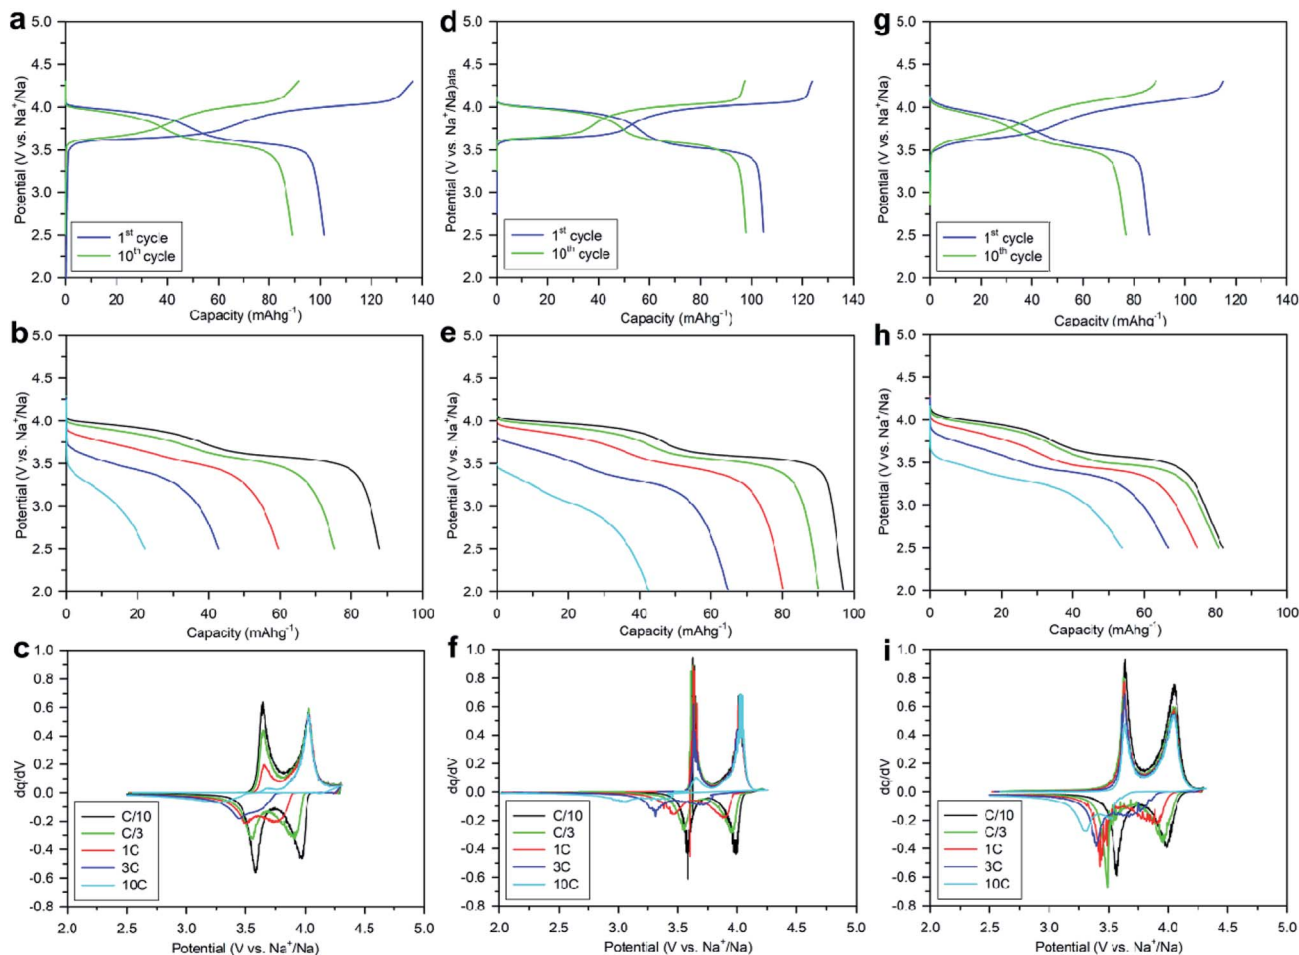 a
5.0
4.5
4.0
3.5
3.0
2.5
2.0
Potential (V vs. Na+/Na)
1st cycle
10th cycle
0 20 40 60 80 100 120 140
Capacity (mAhg-1)
d
5.0
4.5
4.0
3.5
3.0
2.5
2.0
Potential (V vs. Na+/Na)ata
1st cycle
10th cycle
0 20 40 60 80 100 120 140
Capacity (mAhg-1)
g
5.0
4.5
4.0
3.5
3.0
2.5
2.0
Potential (V vs. Na+/Na)
1st cycle
10th cycle
0 20 40 60 80 100 120 140
Capacity (mAhg-1)
b
5.0
4.5
4.0
3.5
3.0
2.5
2.0
Potential (V vs. Na+/Na)
0 20 40 60 80 100
Capacity (mAhg-1)
e
5.0
4.5
4.0
3.5
3.0
2.5
2.0
Potential (V vs. Na+/Na)
0 20 40 60 80 100
Capacity (mAhg-1)
h
5.0
4.5
4.0
3.5
3.0
2.5
2.0
Potential (V vs. Na+/Na)
0 20 40 60 80 100
Capacity (mAhg-1)
c
1.0
0.8
0.6
0.4
0.2
0.0
-0.2
-0.4
-0.6
-0.8
dq/dV
C/10
C/3
1C
3C
10C
2.0 2.5 3.0 3.5 4.0 4.5 5.0
Potential (V vs. Na+/Na)
f
1.0
0.8
0.6
0.4
0.2
0.0
-0.2
-0.4
-0.6
-0.8
dq/dV
C/10
C/3
1C
3C
10C
2.0 2.5 3.0 3.5 4.0 4.5 5.0
Potential (V vs. Na+/Na)
i
1.0
0.8
0.6
0.4
0.2
0.0
-0.2
-0.4
-0.6
-0.8
dq/dV
C/10
C/3
1C
3C
10C
2.0 2.5 3.0 3.5 4.0 4.5 5.0
Potential (V vs. Na+/Na)